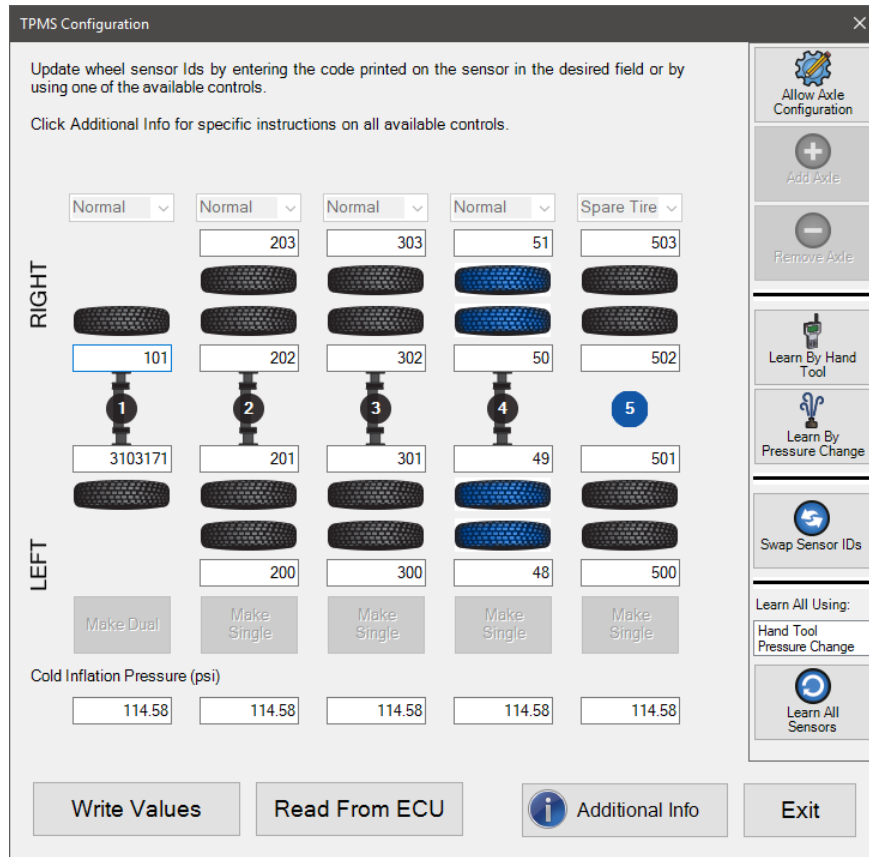 TPMS Configuration
Update wheel sensor Ids by entering the code printed on the sensor in the desired field or by
using one of the available controls.
Click Additional Info for specific instructions on all available controls.
Normal Normal Normal Normal Spare Tire
203 303 51 503
RIGHT
101 202 302 50 502
1 2 3 4 5
3103171 201 301 49 501
LEFT
200 300 48 500
Make Dual
Make
Single
Make
Single
Make
Single
Make
Single
Cold Inflation Pressure (psi)
114.58 114.58 114.58 114.58 114.58
Write Values
Read From ECU
Additional Info
Exit
Allow Axle
Configuration
Add Axle
Remove Axle
Learn By Hand
Tool
Learn By
Pressure Change
Swap Sensor IDs
Learn All Using:
Hand Tool
Pressure Change
Learn All
Sensors